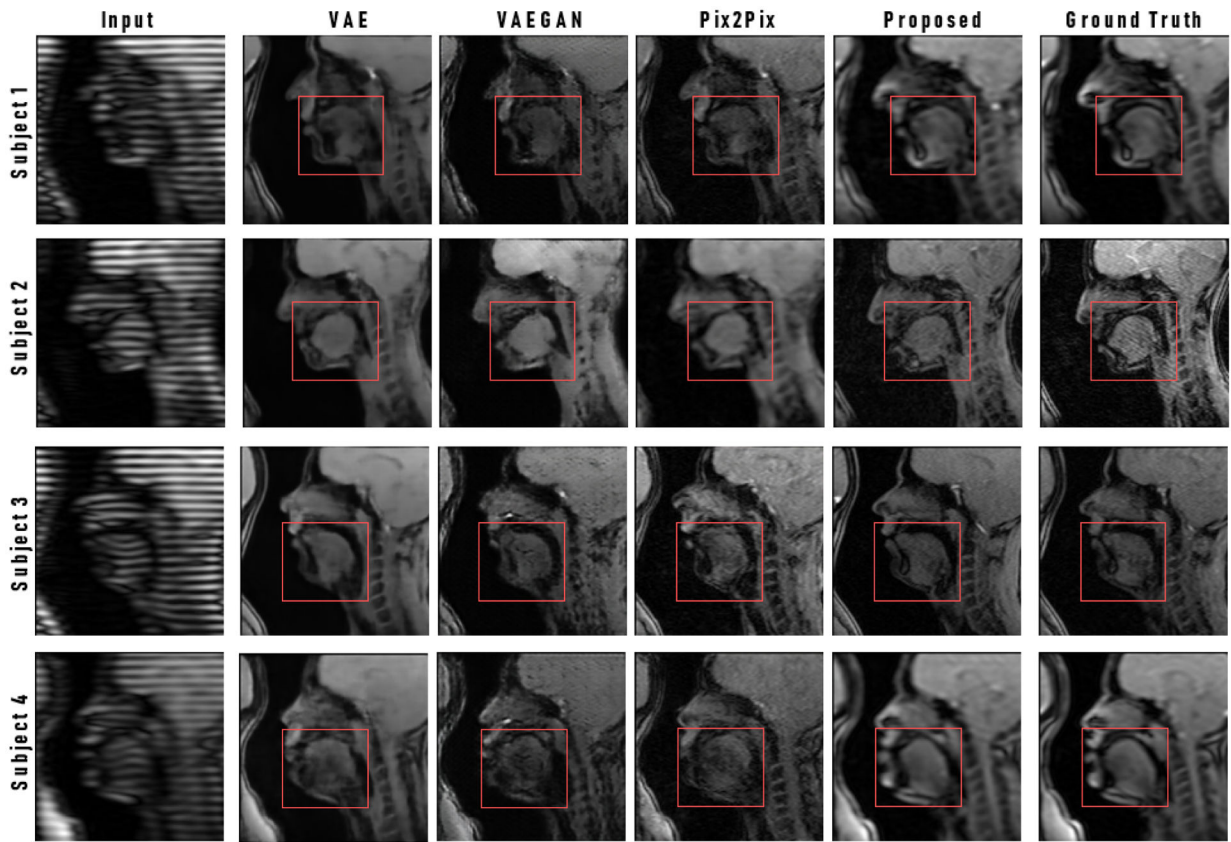 Input VAE VAEGAN Pix2Pix Proposed Ground Truth
Subject 1
Subject 2
Subject 3
Subject 4